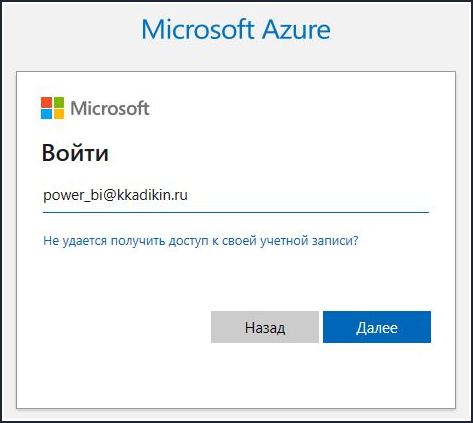 Microsoft Azure
Microsoft
Войти
power_bi@kkadikin.ru
Не удается получить доступ к своей учетной записи?
Назад
Далее